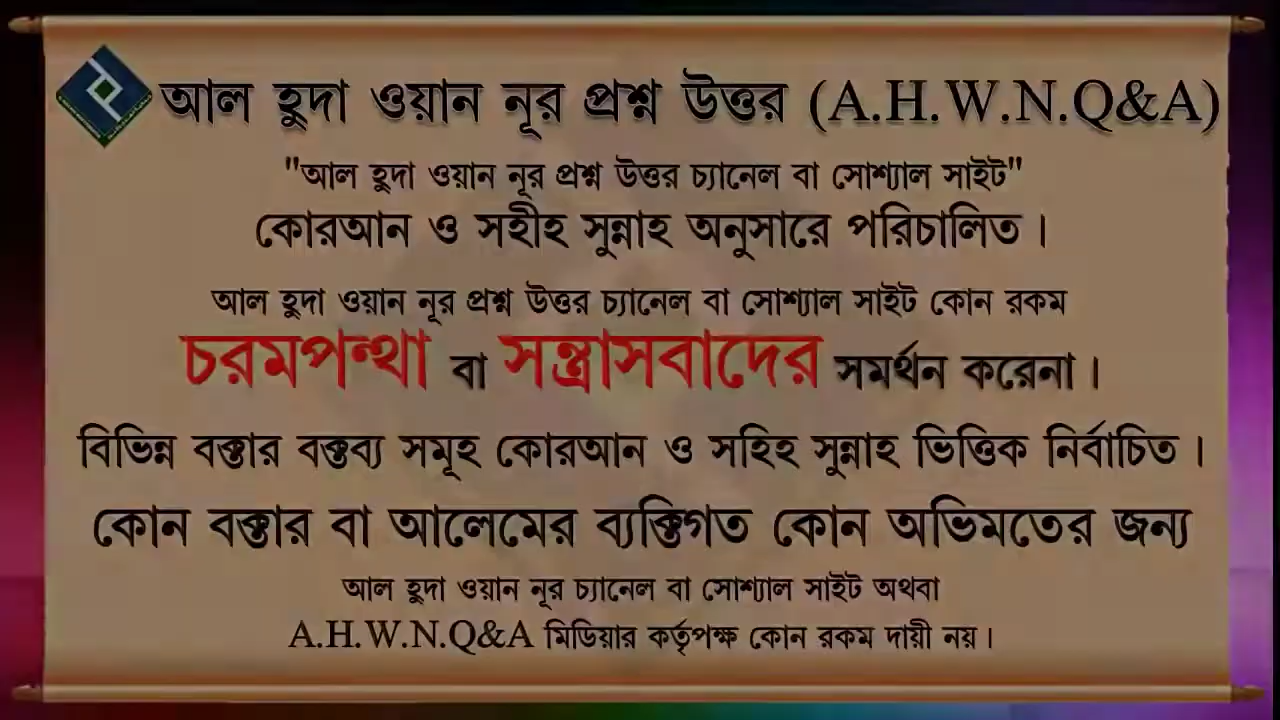 আল হুদা ওয়ান নূর প্রশ্ন উত্তর (A.H.W.N.Q&A)
"আল হুদা ওয়ান নূর প্রশ্ন উত্তর চ্যানেল বা সোশ্যাল সাইট"
কোরআন ও সহীহ সুন্নাহ অনুসারে পরিচালিত।
আল হুদা ওয়ান নূর প্রশ্ন উত্তর চ্যানেল বা সোশ্যাল সাইট কোন রকম
চরমপন্থা বা সন্ত্রাসবাদের সমর্থন করেনা।
বিভিন্ন বক্তার বক্তব্য সমূহ কোরআন ও সহিহ সুন্নাহ ভিত্তিক নির্বাচিত।
কোন বক্তার বা আলেমের ব্যক্তিগত কোন অভিমতের জন্য
আল হুদা ওয়ান নূর চ্যানেল বা সোশ্যাল সাইট অথবা
A.H.W.N.Q&A মিডিয়ার কর্তৃপক্ষ কোন রকম দায়ী নয়।